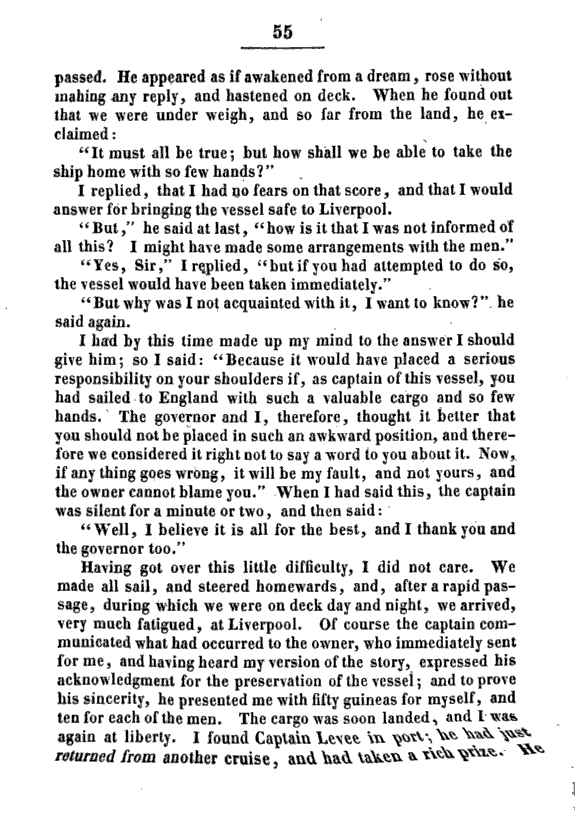 55
passed. He appeared as if awakened from a dream, rose without
mahing any reply, and hastened on deck. When he found out
that we were under weigh, and so far from the land, he ex-
claimed:
"It must all be true; but how shall we be able to take the
ship home with so few hands?"
I replied, that I had no fears on that score, and that I would
answer for bringing the vessel safe to Liverpool.
"But," he said at last, "how is it that I was not informed of
all this? I might have made some arrangements with the men."
"Yes, Sir," I replied, "but if you had attempted to do so,
the vessel would have been taken immediately."
"But why was I not acquainted with it, I want to know?" he
said again.
I had by this time made up my mind to the answer I should
give him; so I said: "Because it would have placed a serious
responsibility on your shoulders if, as captain of this vessel, you
had sailed to England with such a valuable cargo and so few
hands. The governor and I, therefore, thought it better that
you should not be placed in such an awkward position, and there-
fore we considered it right not to say a word to you about it. Now,
if any thing goes wrong, it will be my fault, and not yours, and
the owner cannot blame you." When I had said this, the captain
was silent for a minute or two, and then said:
"Well, I believe it is all for the best, and I thank you and
the governor too."
Having got over this little difficulty, I did not care. We
made all sail, and steered homewards, and, after a rapid pas-
sage, during which we were on deck day and night, we arrived,
very much fatigued, at Liverpool. Of course the captain com-
municated what had occurred to the owner, who immediately sent
for me, and having heard my version of the story, expressed his
acknowledgment for the preservation of the vessel; and to prove
his sincerity, he presented me with fifty guineas for myself, and
ten for each of the men. The cargo was soon landed, and I was
again at liberty. I found Captain Levee in port; he had just
returned from another cruise, and had taken a rich prize. He